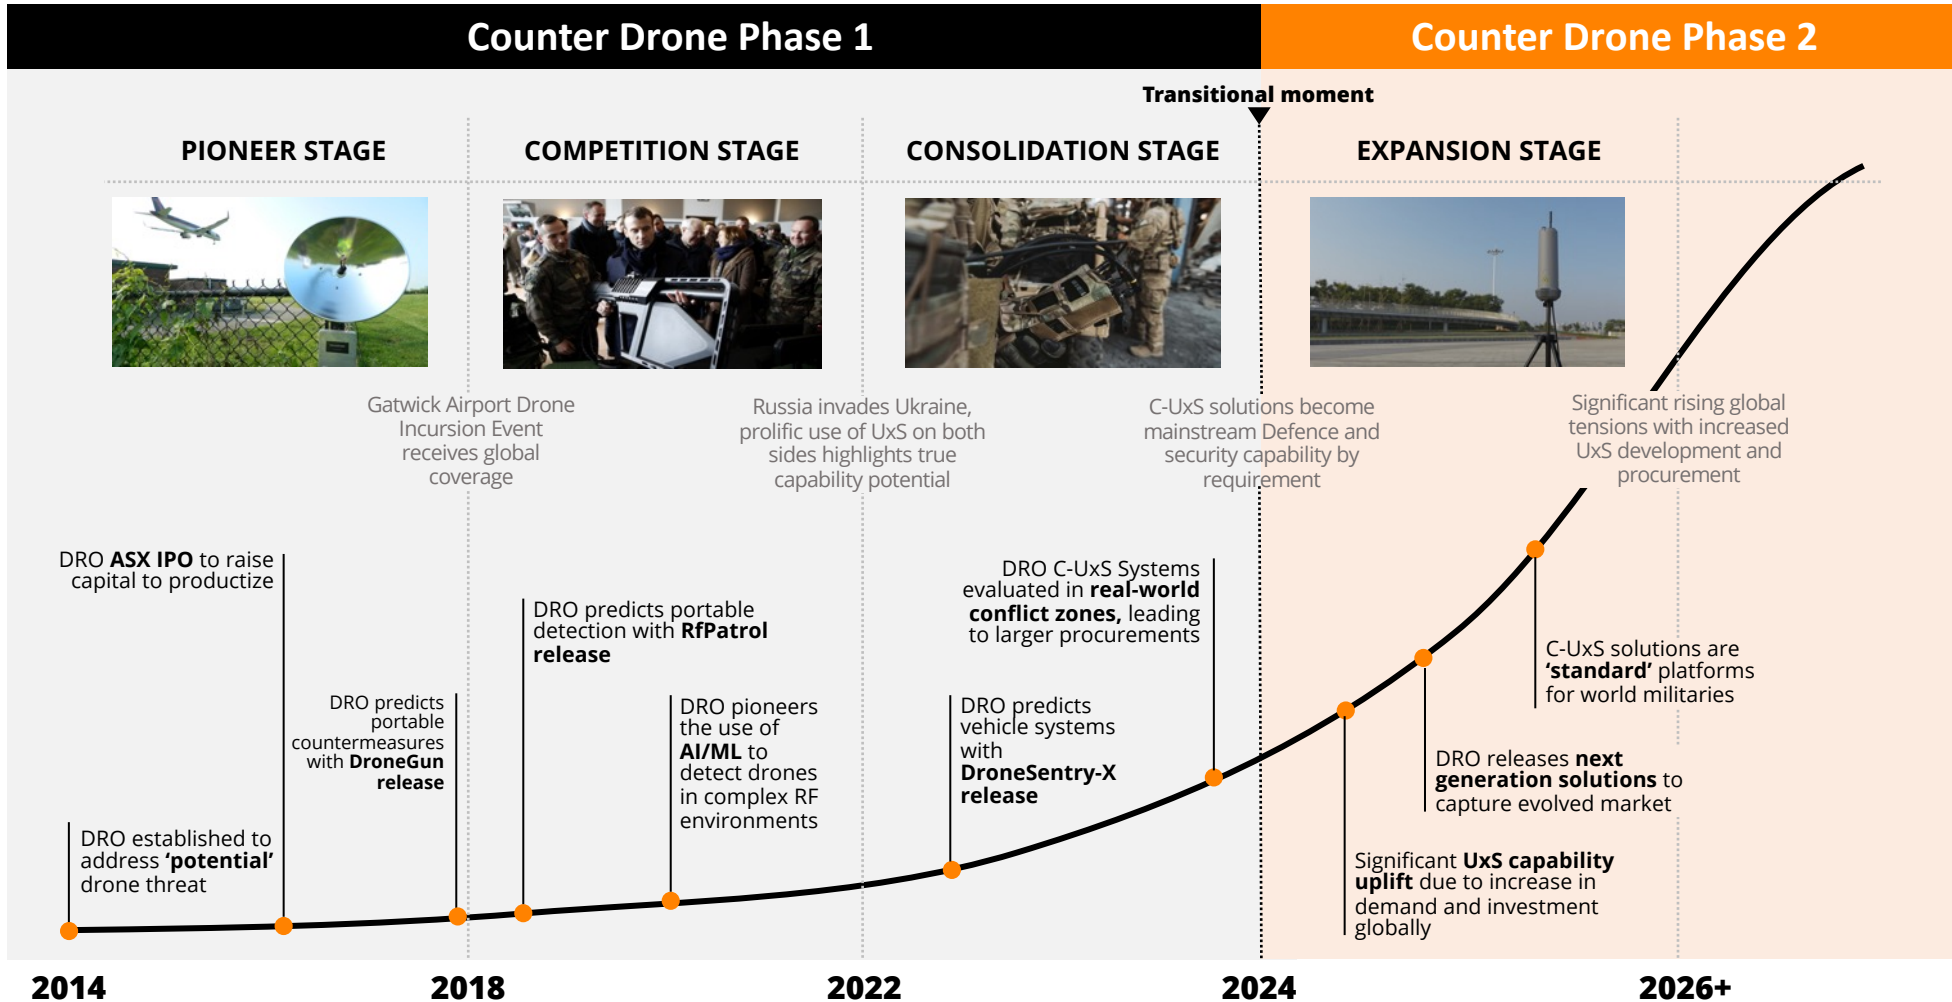 Counter Drone Phase 1
Counter Drone Phase 2
Transitional moment
PIONEER STAGE
COMPETITION STAGE
CONSOLIDATION STAGE
EXPANSION STAGE
Gatwick Airport Drone
Incursion Event
receives global
coverage
Russia invades Ukraine,
prolific use of UxS on both
sides highlights true
capability potential
C-UxS solutions become
mainstream Defence and
security capability by
requirement
Significant rising global
tensions with increased
UxS development and
procurement
DRO established to
address ‘potential’
drone threat
DRO ASX IPO to raise
capital to productize
DRO predicts
portable
countermeasures
with DroneGun
release
DRO predicts portable
detection with RfPatrol
release
DRO pioneers
the use of
AI/ML to
detect drones
in complex RF
environments
DRO predicts
vehicle systems
with
DroneSentry-X
release
DRO C-UxS Systems
evaluated in real-world
conflict zones, leading
to larger procurements
Significant UxS capability
uplift due to increase in
demand and investment
globally
DRO releases next
generation solutions to
capture evolved market
C-UxS solutions are
‘standard’ platforms
for world militaries
2014
2018
2022
2024
2026+